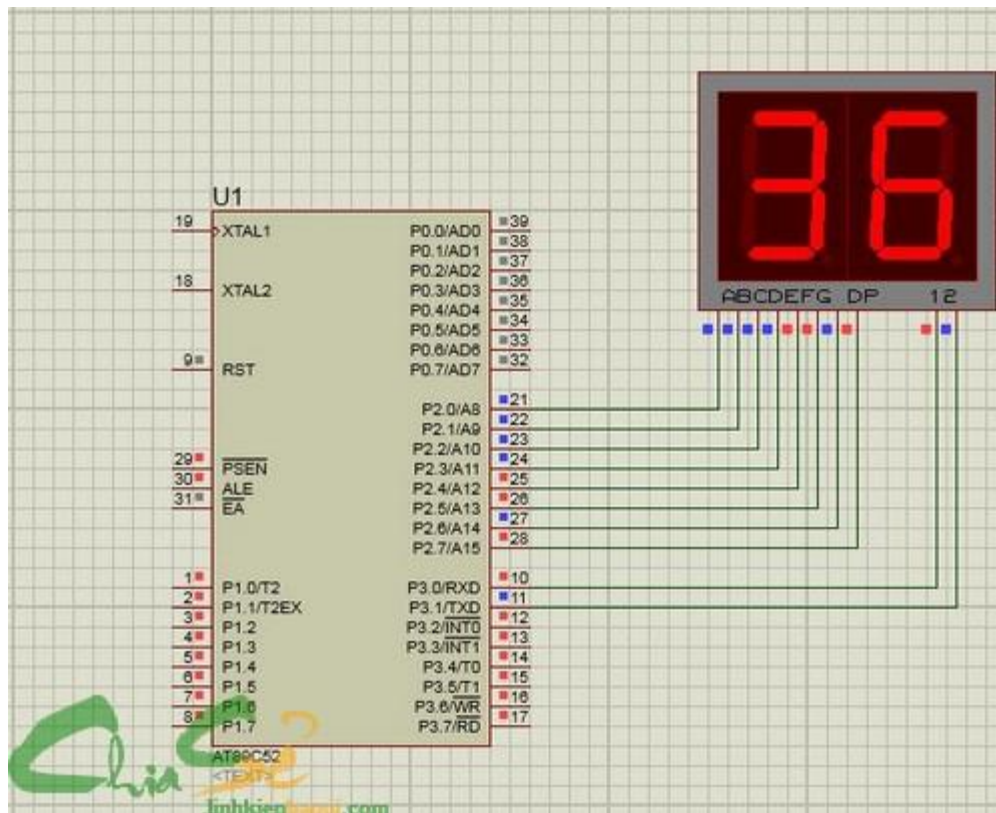 36
ABCDEFG DP 12
U1
19 XTAL1
18 XTAL2
9 RST
29 PSEN
30 ALE
31 EA
1 P1.0/T2
2 P1.1/T2EX
3 P1.2
4 P1.3
5 P1.4
6 P1.5
7 P1.6
8 P1.7
P0.0/AD0 39
P0.1/AD1 38
P0.2/AD2 37
P0.3/AD3 36
P0.4/AD4 35
P0.5/AD5 34
P0.6/AD6 33
P0.7/AD7 32
P2.0/A8 21
P2.1/A9 22
P2.2/A10 23
P2.3/A11 24
P2.4/A12 25
P2.5/A13 26
P2.6/A14 27
P2.7/A15 28
P3.0/RXD 10
P3.1/TXD 11
P3.2/INT0 12
P3.3/INT1 13
P3.4/T0 14
P3.5/T1 15
P3.6/WR 16
P3.7/RD 17
AT89C52
<TEXT>
Chia Sẻ